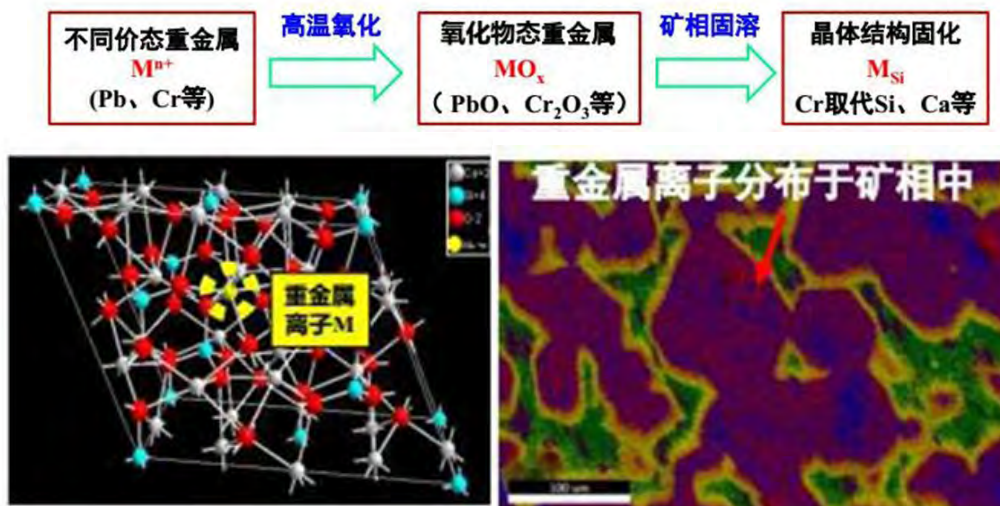 不同价态重金属
Mⁿ⁺
(Pb、Cr等)
高温氧化
氧化物态重金属
MOₓ
（ PbO、Cr₂O₃等）
矿相固溶
晶体结构固化
M_Si
Cr取代Si、Ca等
重金属
离子M
重金属离子分布于矿相中
100 um